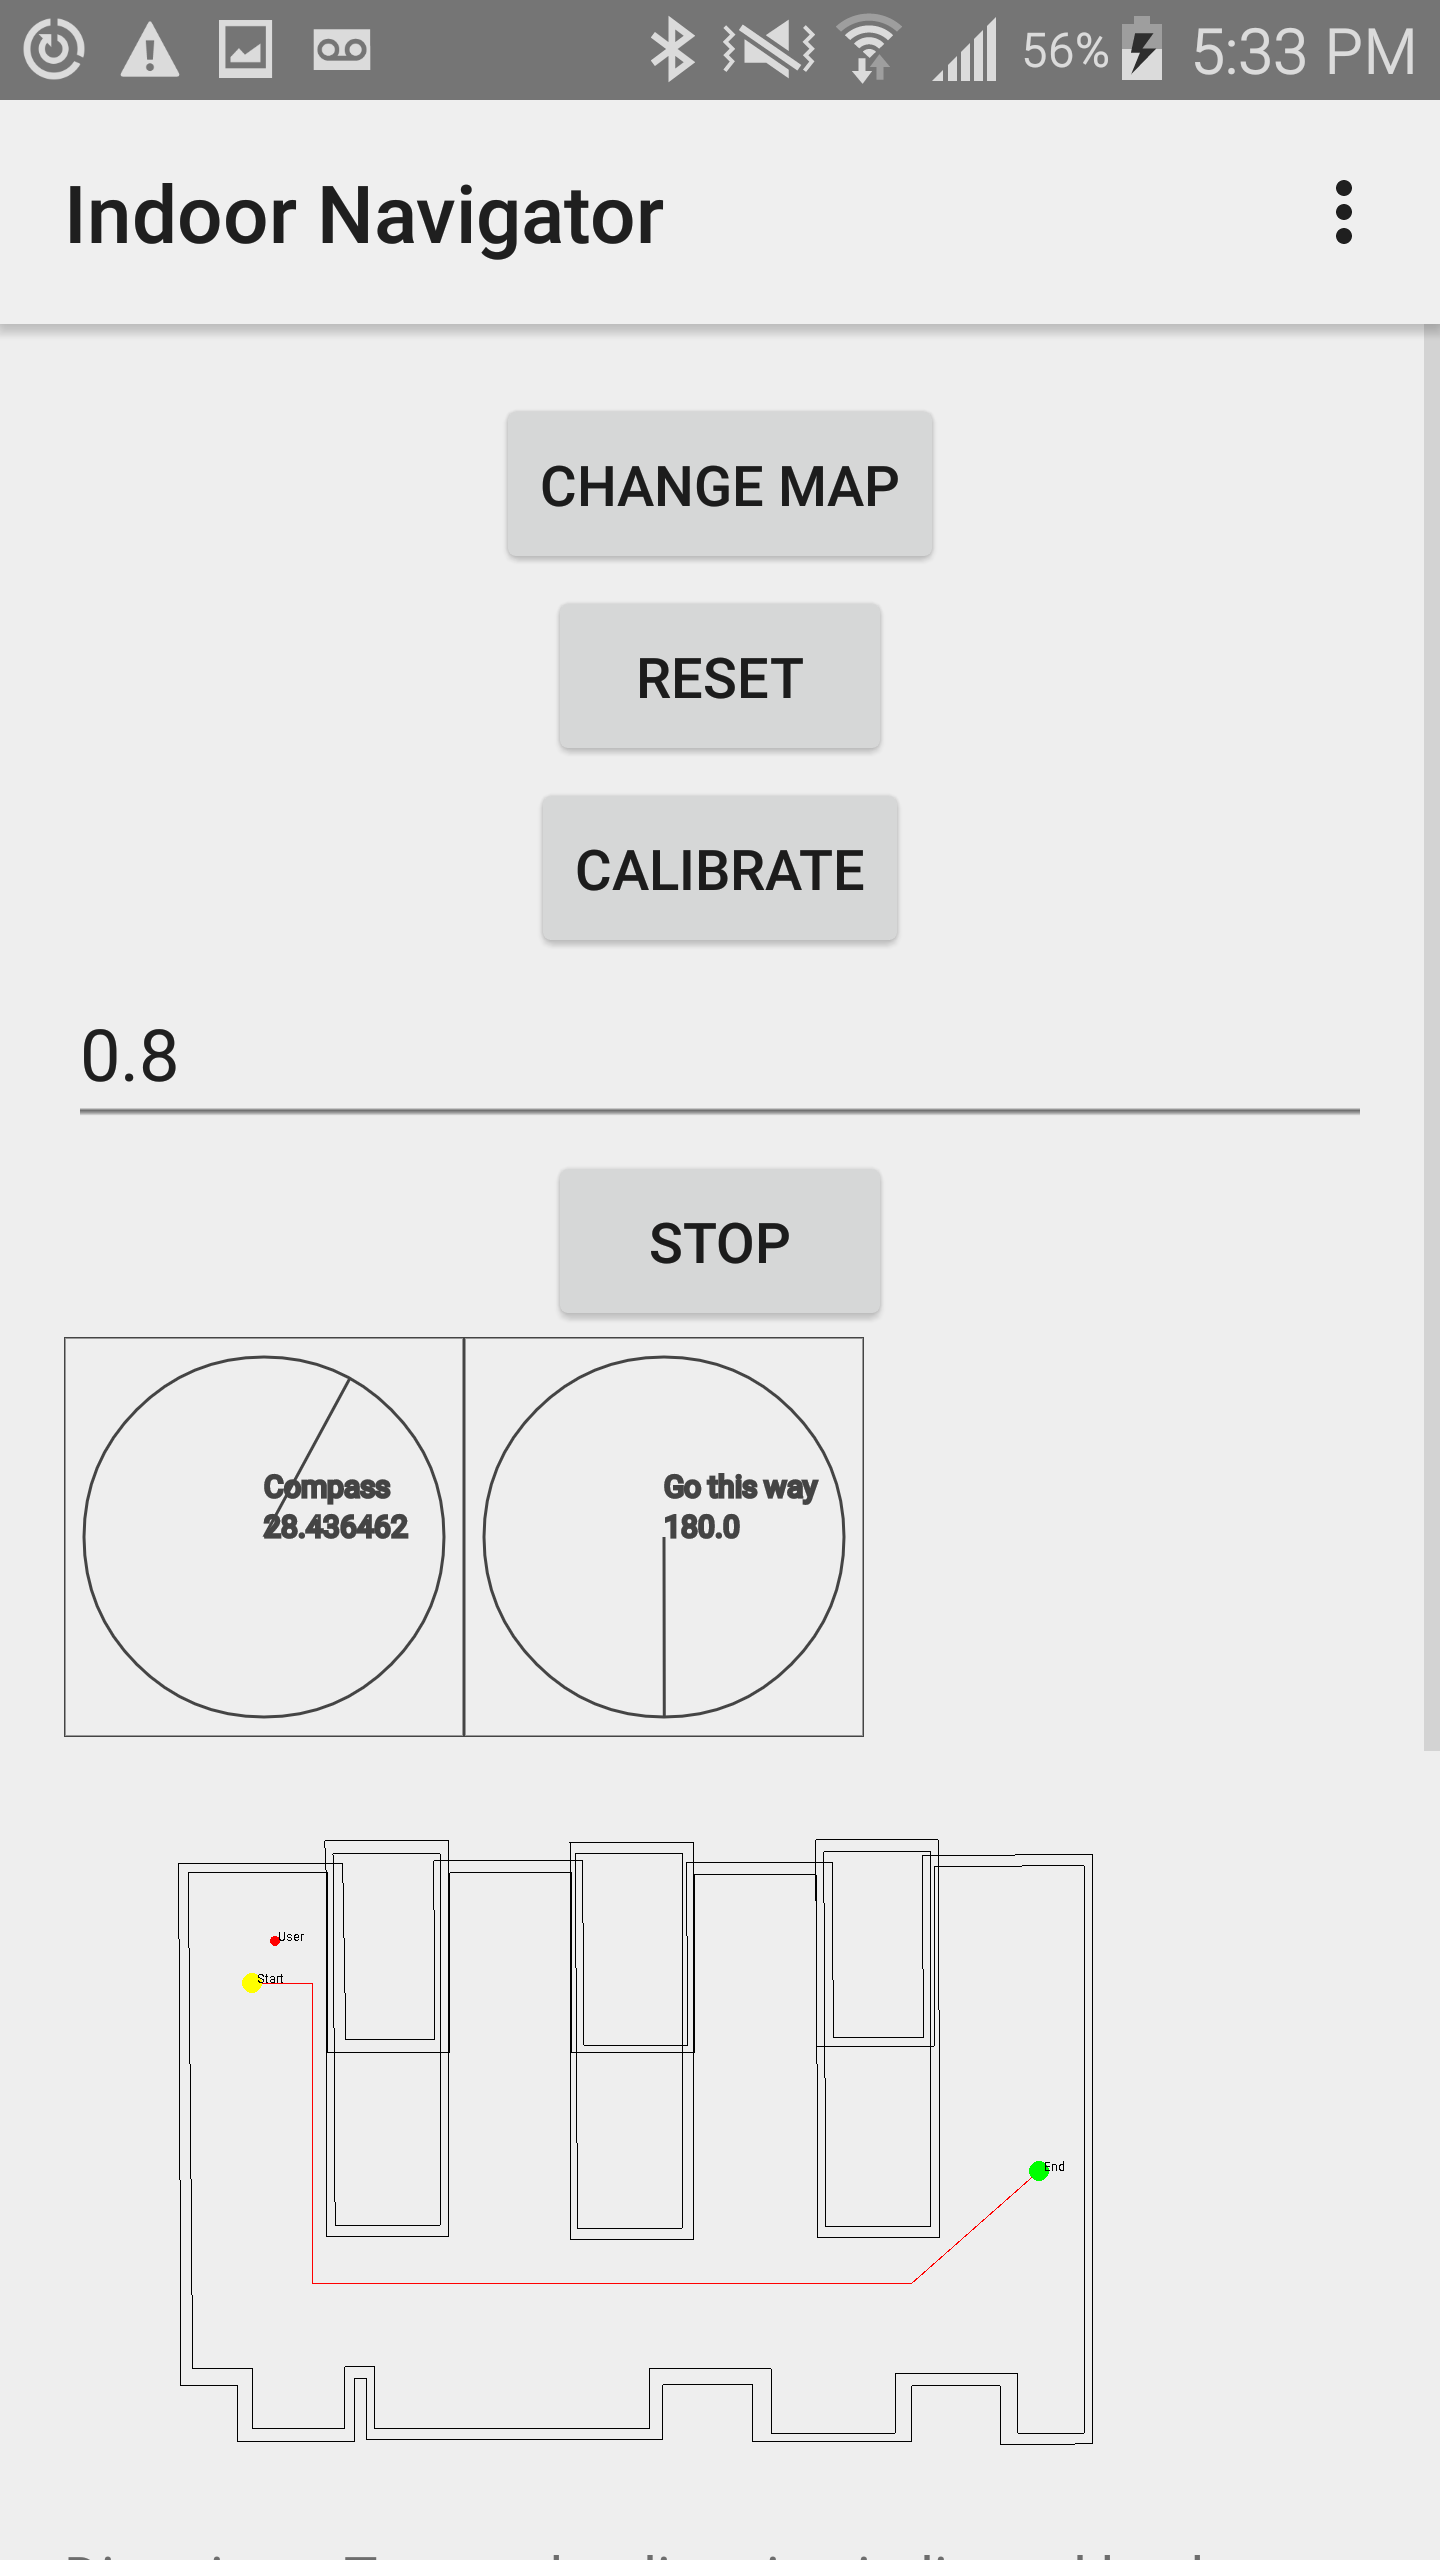 56% 5:33 PM
Indoor Navigator
CHANGE MAP
RESET
CALIBRATE
0.8
STOP
Compass
28.436462
Go this way
180.0
User
Start
End